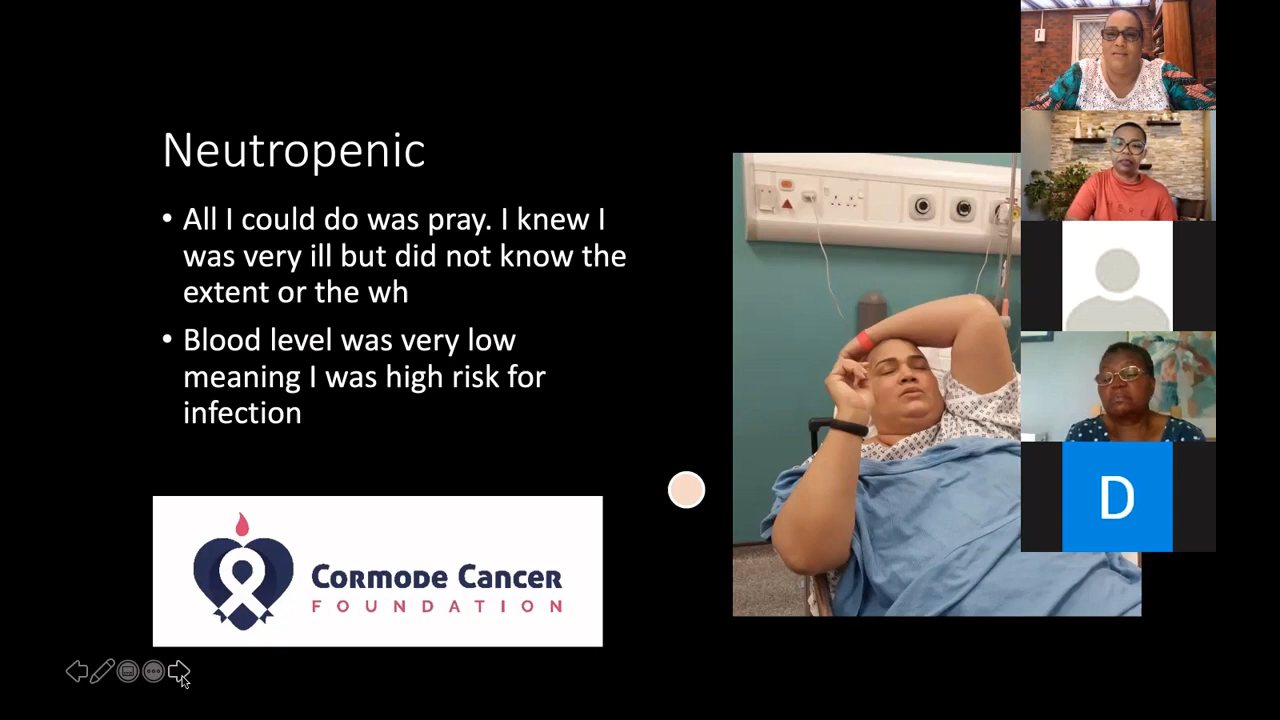 Neutropenic
• All I could do was pray. I knew I
was very ill but did not know the
extent or the wh
• Blood level was very low
meaning I was high risk for
infection
CORMODE CANCER
FOUNDATION
D